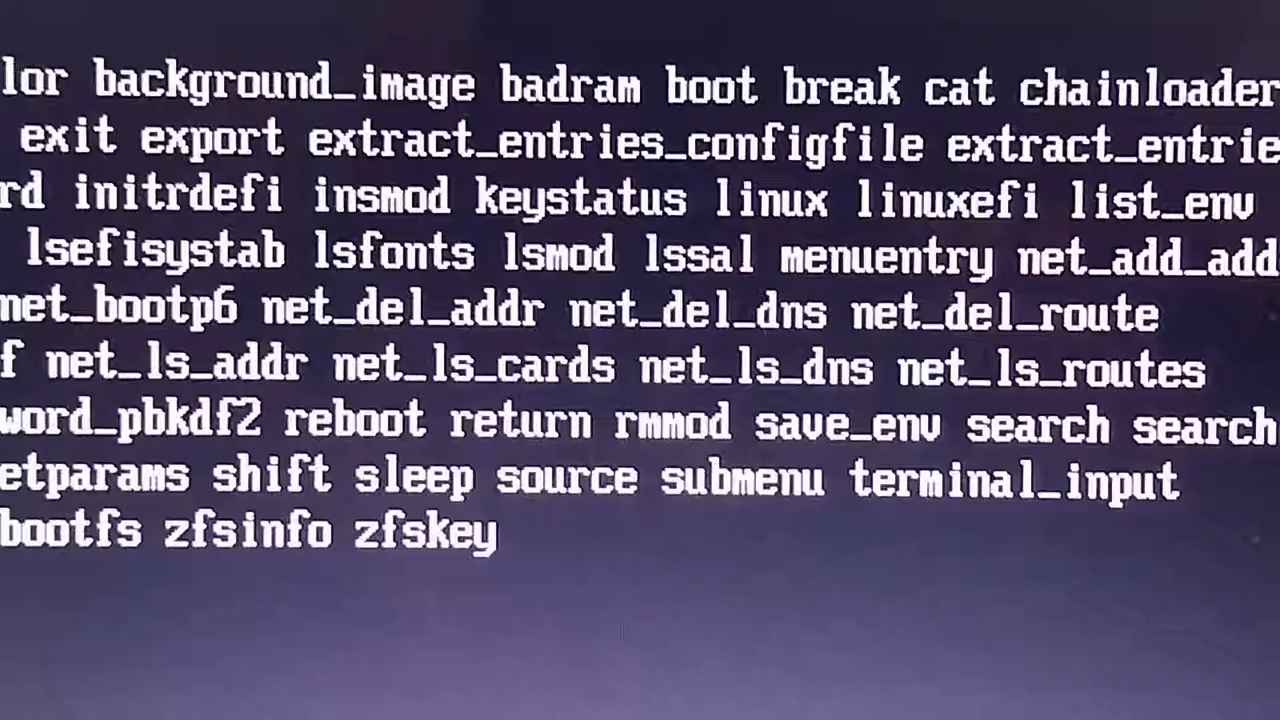 lor background_image badram boot break cat chainloader
exit export extract_entries_configfile extract_entrie
rd initrdefi insmod keystatus linux linuxefi list_env
lsefisystab lsfonts lsmod lssal menuentry net_add_add
net_bootp6 net_del_addr net_del_dns net_del_route
f net_ls_addr net_ls_cards net_ls_dns net_ls_routes
word_pbkdf2 reboot return rmmod save_env search search
etparams shift sleep source submenu terminal_input
bootfs zfsinfo zfskey